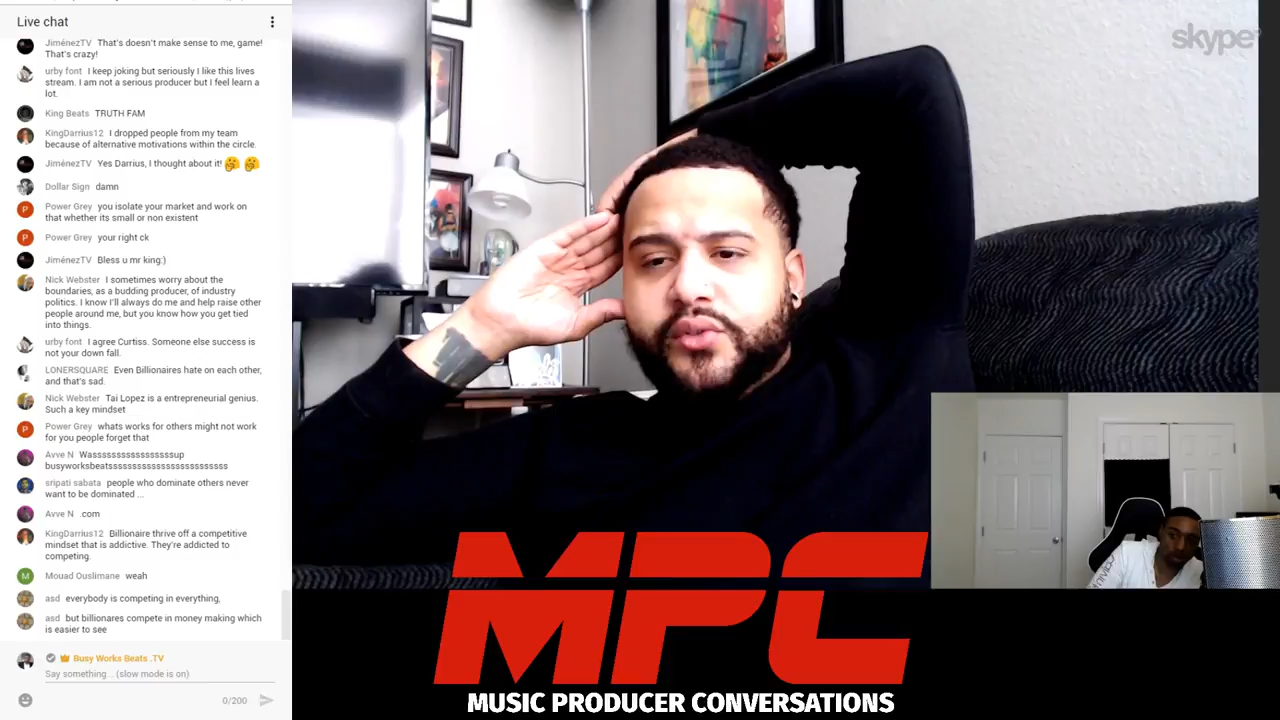 Live chat
JiménezTV That's doesn't make sense to me, game!
That's crazy!
urby font I keep joking but seriously I like this lives
stream. I am not a serious producer but I feel learn a
lot.
King Beats TRUTH FAM
KingDarrius12 I dropped people from my team
because of alternative motivations within the circle.
JiménezTV Yes Darrius, I thought about it! 🤔 🤔
Dollar Sign damn
Power Grey you isolate your market and work on
that whether its small or non existent
Power Grey your right ck
JiménezTV Bless u mr king:)
Nick Webster I sometimes worry about the
boundaries, as a budding producer, of industry
politics. I know I'll always do me and help raise other
people around me, but you know how you get tied
into things.
urby font I agree Curtiss. Someone else success is
not your down fall.
LONERSQUARE Even Billionaires hate on each other,
and that's sad.
Nick Webster Tai Lopez is a entrepreneurial genius.
Such a key mindset
P
Power Grey whats works for others might not work
for you people forget that
Avve N Wasssssssssssssssssup
busyworksbeatsssssssssssssssssssssssss
sripati sabata people who dominate others never
want to be dominated ...
Avve N .com
KingDarrius12 Billionaire thrive off a competitive
mindset that is addictive. They're addicted to
competing.
M
Mouad Ouslimane weah
asd everybody is competing in everything,
asd but billionares compete in money making which
is easier to see
Busy Works Beats .TV
Say something... (slow mode is on)
0/200
skype
MPC
MUSIC PRODUCER CONVERSATIONS